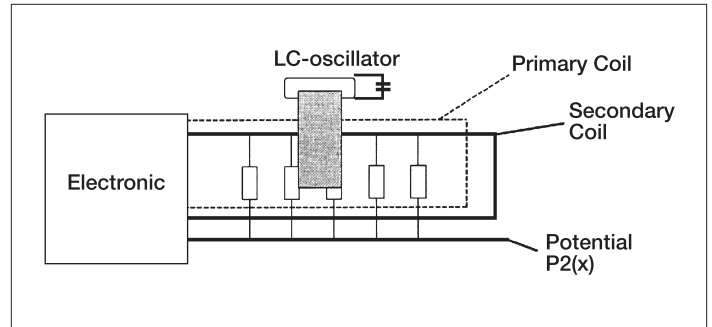 LC-oscillator
Primary Coil
Secondary
Coil
Electronic
Potential
P2(x)